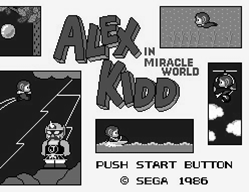 ALEX
KIDD
IN
MIRACLE
WORLD
PUSH START BUTTON
© SEGA 1986